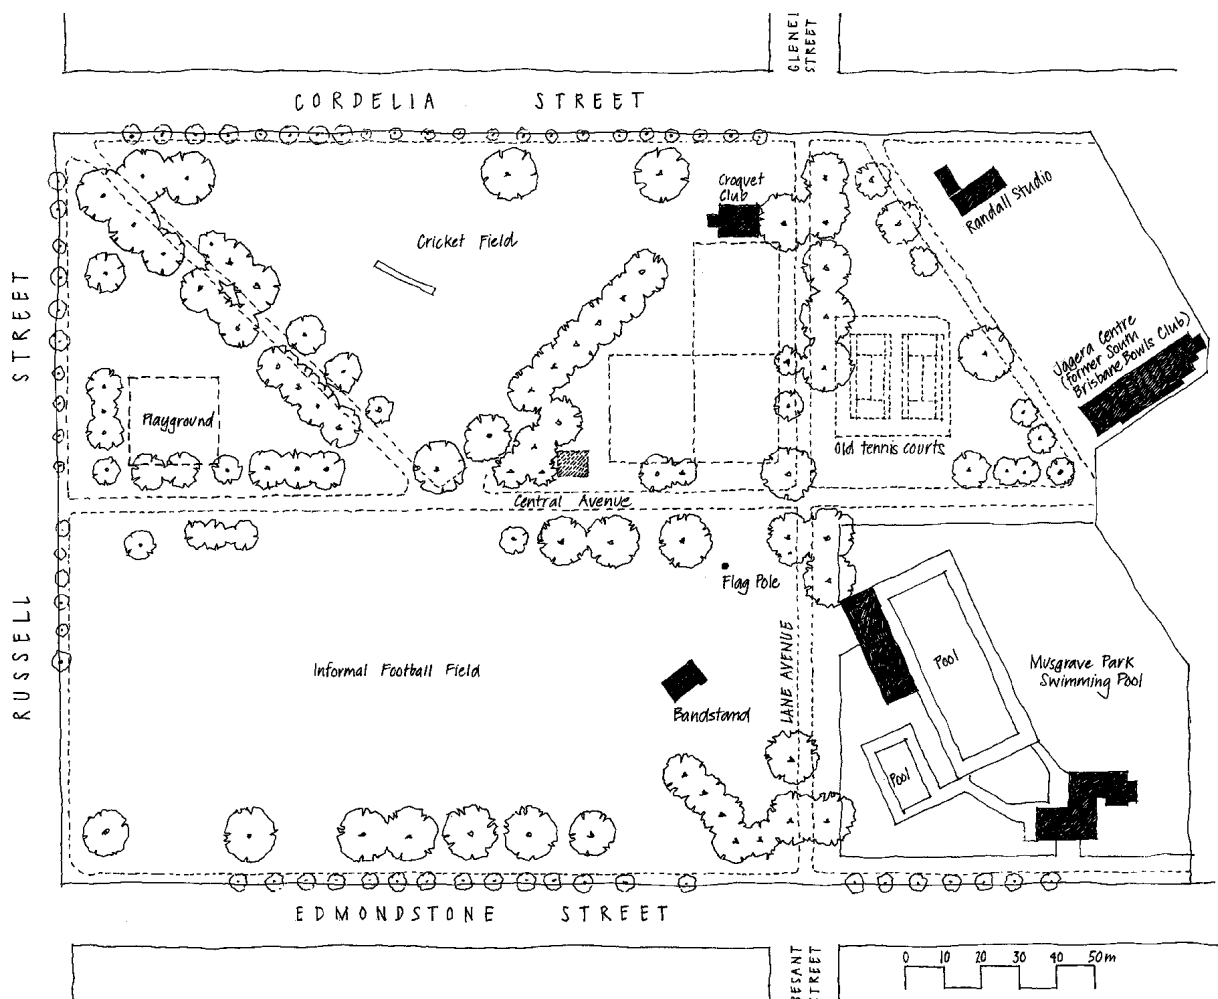 GLENEL
STREET
CORDELIA STREET
Croquet
Club
Randall Studio
Cricket Field
STREET
Jagera Centre
(former South
Brisbane Bowls Club)
Playground
Old tennis courts
Central Avenue
Flag Pole
RUSSELL
Informal Football Field
LANE AVENUE
Pool
Musgrave Park
Swimming Pool
Bandstand
Pool
EDMONDSTONE STREET
BESANT
STREET
0 10 20 30 40 50m